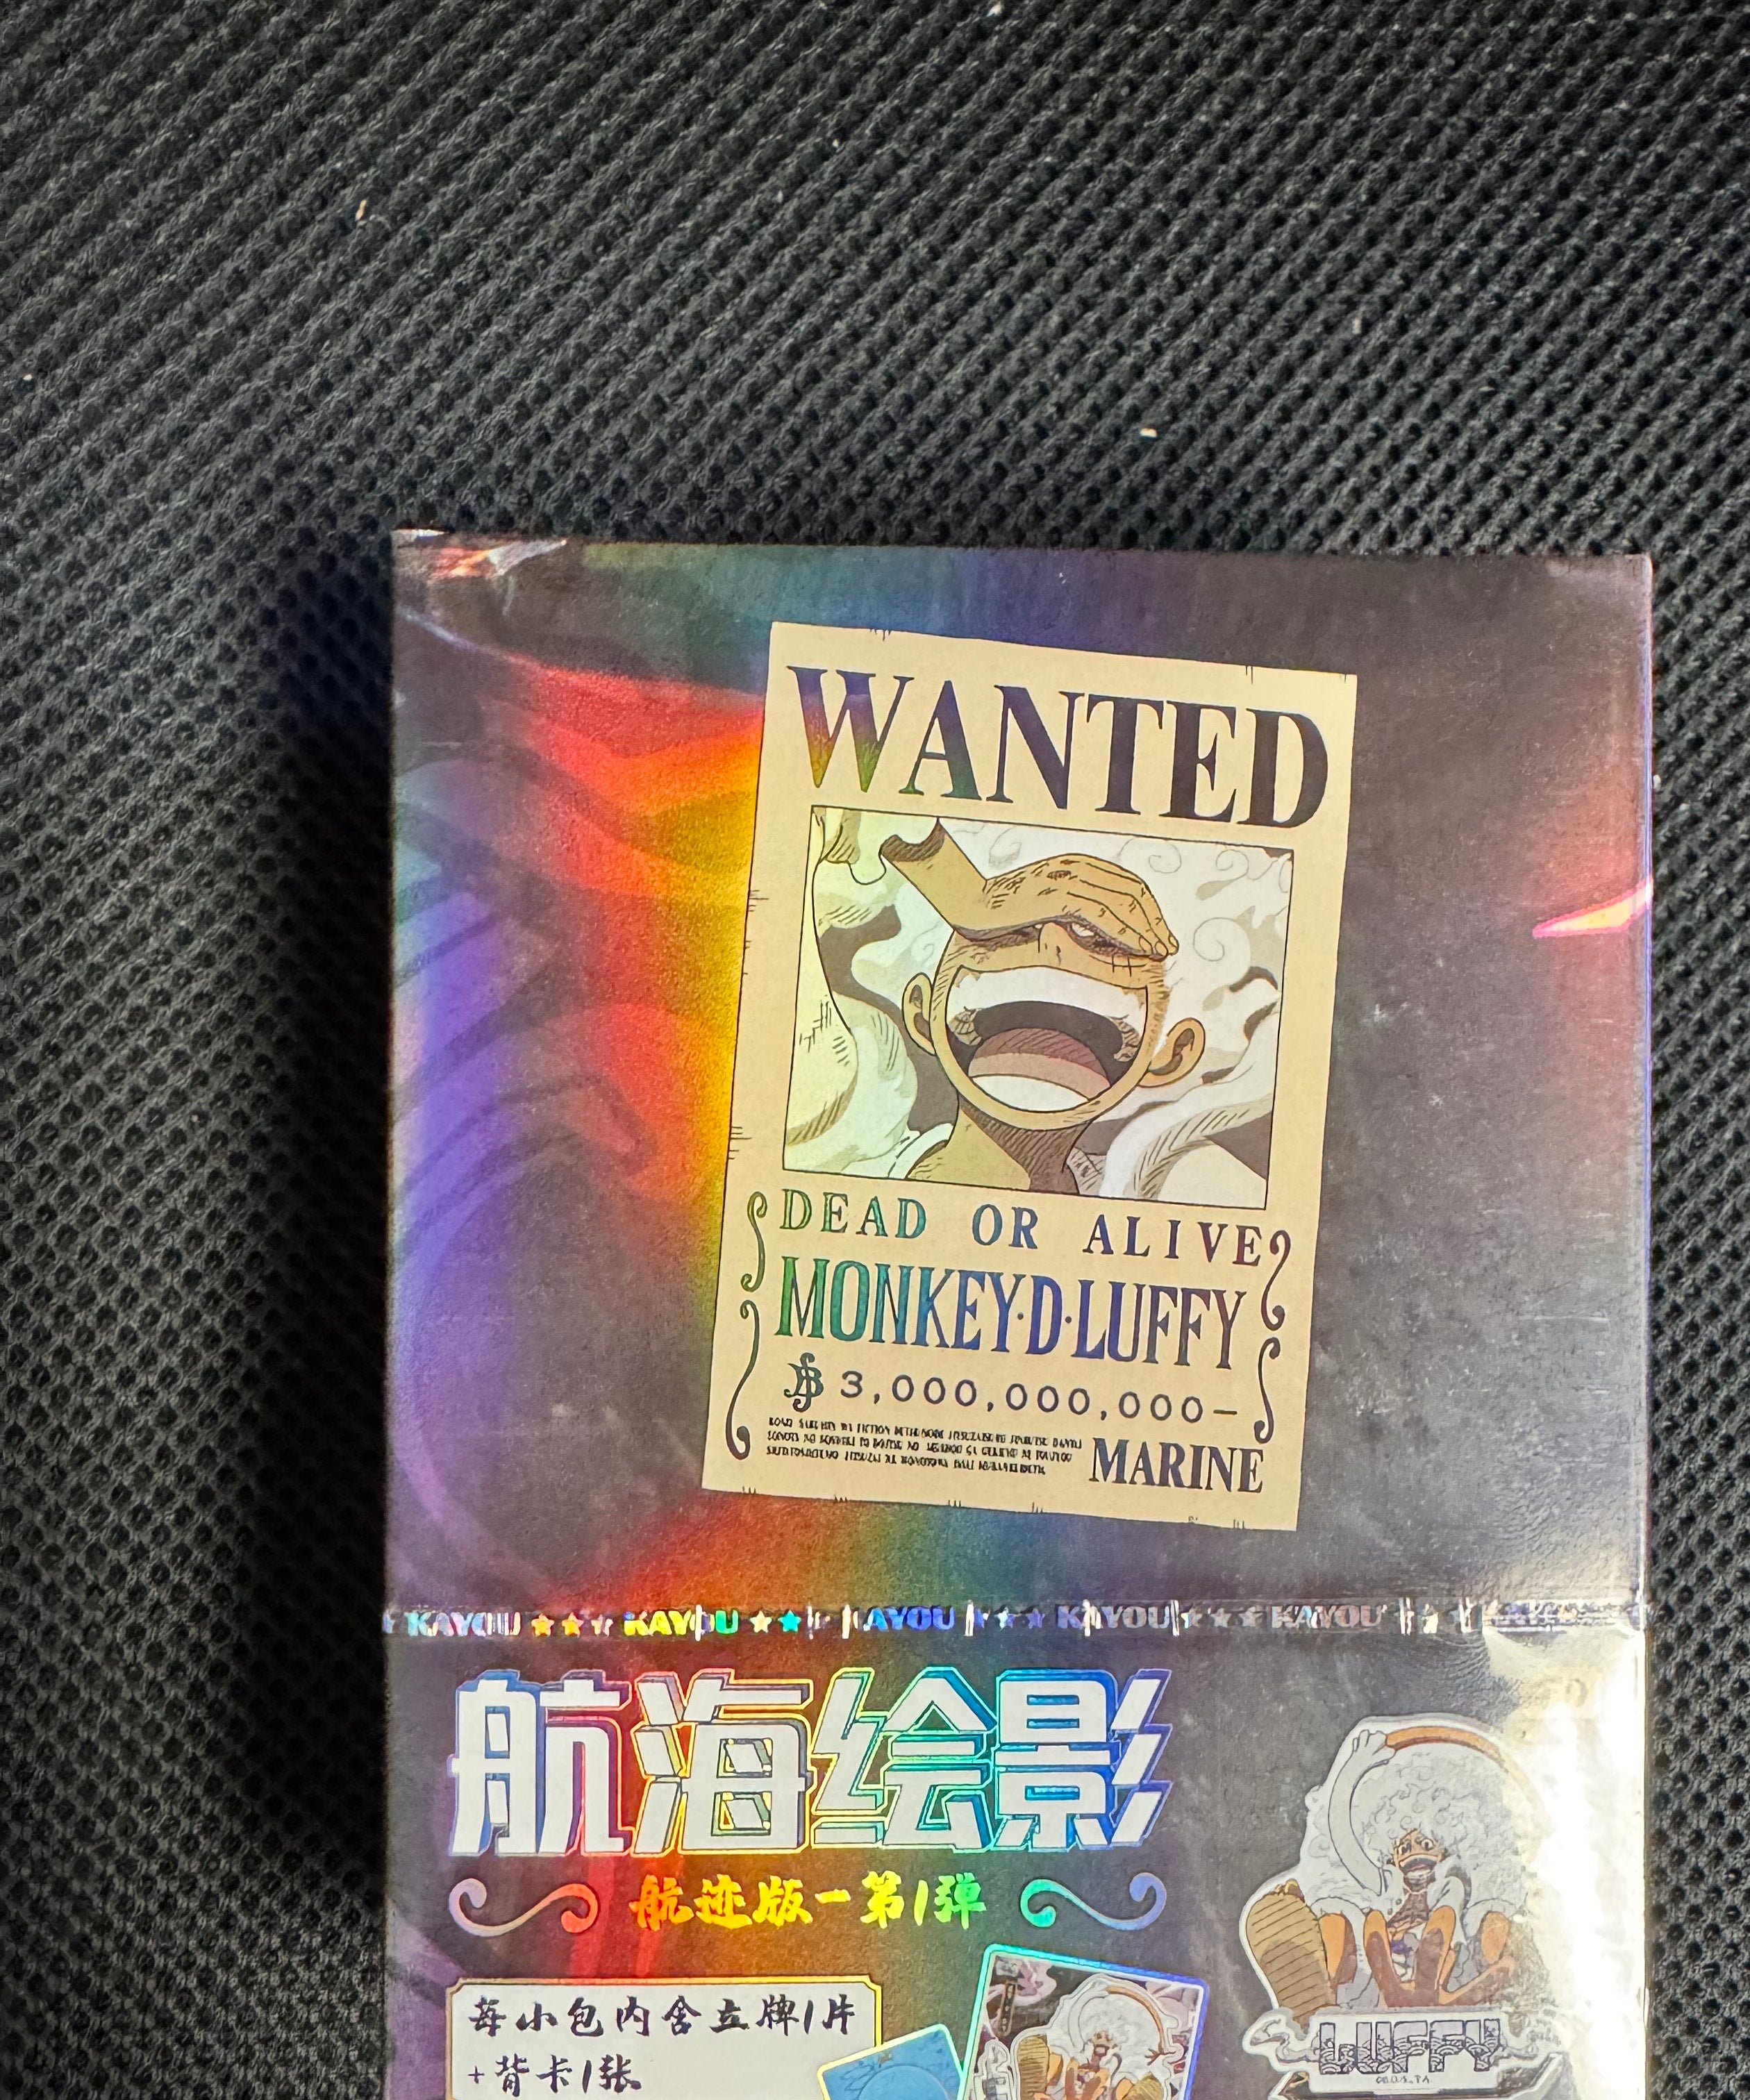 WANTED
DEAD OR ALIVE
MONKEY·D·LUFFY
3,000,000,000-
MARINE
KAYOU ★★★ KAYOU ★★★ KAYOU ★★★ KAYOU ★★★ KAYOU
航海绘影
航迹版-第1弹
每小包内含立牌1片
+背卡1张
LUFFY